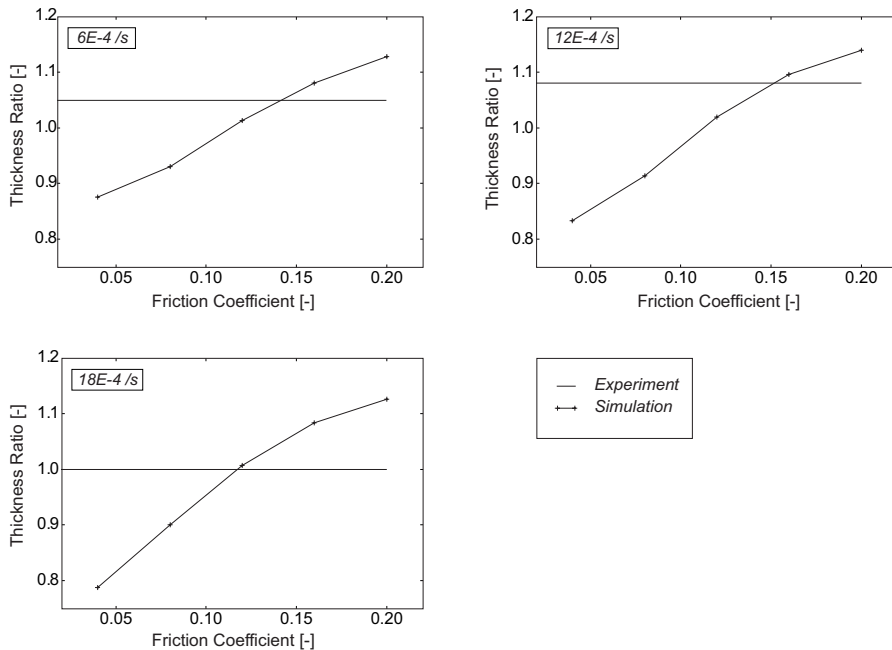 1.2
6E-4 /s
1.1
1.0
0.9
0.8
Thickness Ratio [-]
0.05 0.10 0.15 0.20
Friction Coefficient [-]
1.2
12E-4 /s
1.1
1.0
0.9
0.8
Thickness Ratio [-]
0.05 0.10 0.15 0.20
Friction Coefficient [-]
1.2
18E-4 /s
1.1
1.0
0.9
0.8
Thickness Ratio [-]
0.05 0.10 0.15 0.20
Friction Coefficient [-]
Experiment
Simulation